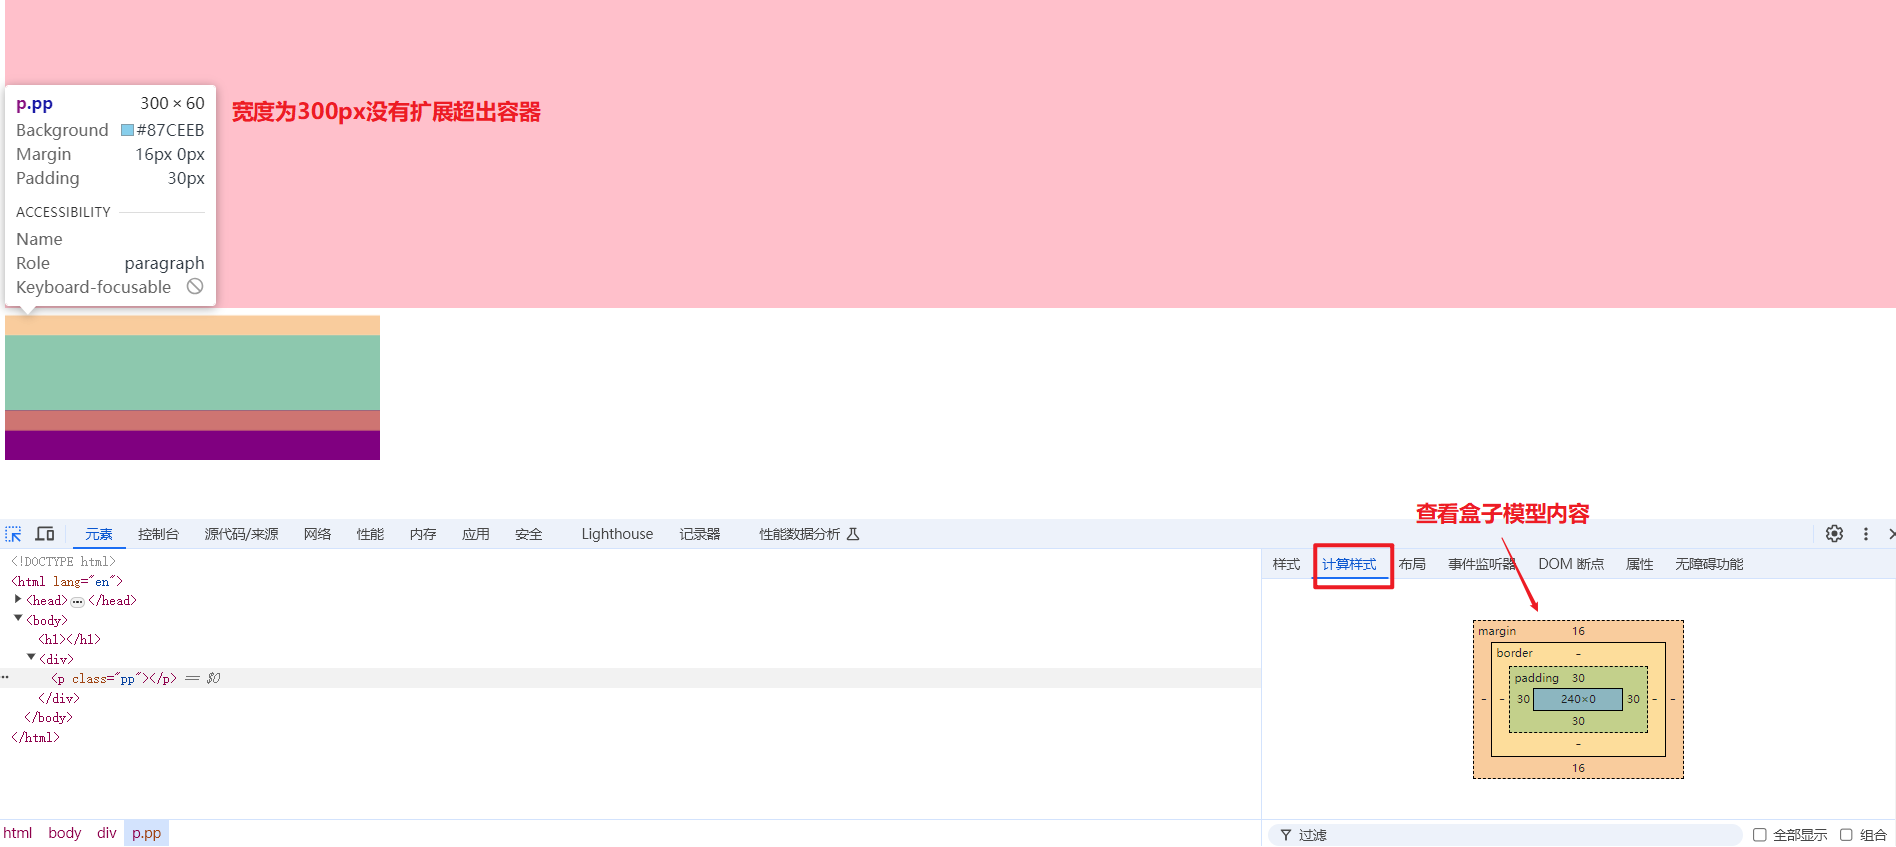 p.pp 300 × 60
Background #87CEEB
Margin 16px 0px
Padding 30px
ACCESSIBILITY
Name
Role paragraph
Keyboard-focusable
宽度为300px没有扩展超出容器
查看盒子模型内容
元素 控制台 源代码/来源 网络 性能 内存 应用 安全 Lighthouse 记录器 性能数据分析
<!DOCTYPE html>
<html lang="en">
<head>…</head>
<body>
<h1></h1>
<div>
<p class="pp"></p> == $0
</div>
</body>
</html>
html body div p.pp
样式 计算样式 布局 事件监听器 DOM 断点 属性 无障碍功能
margin 16
border -
padding 30
- - 30 240×0 30 - -
30
-
16
过滤 全部显示 组合